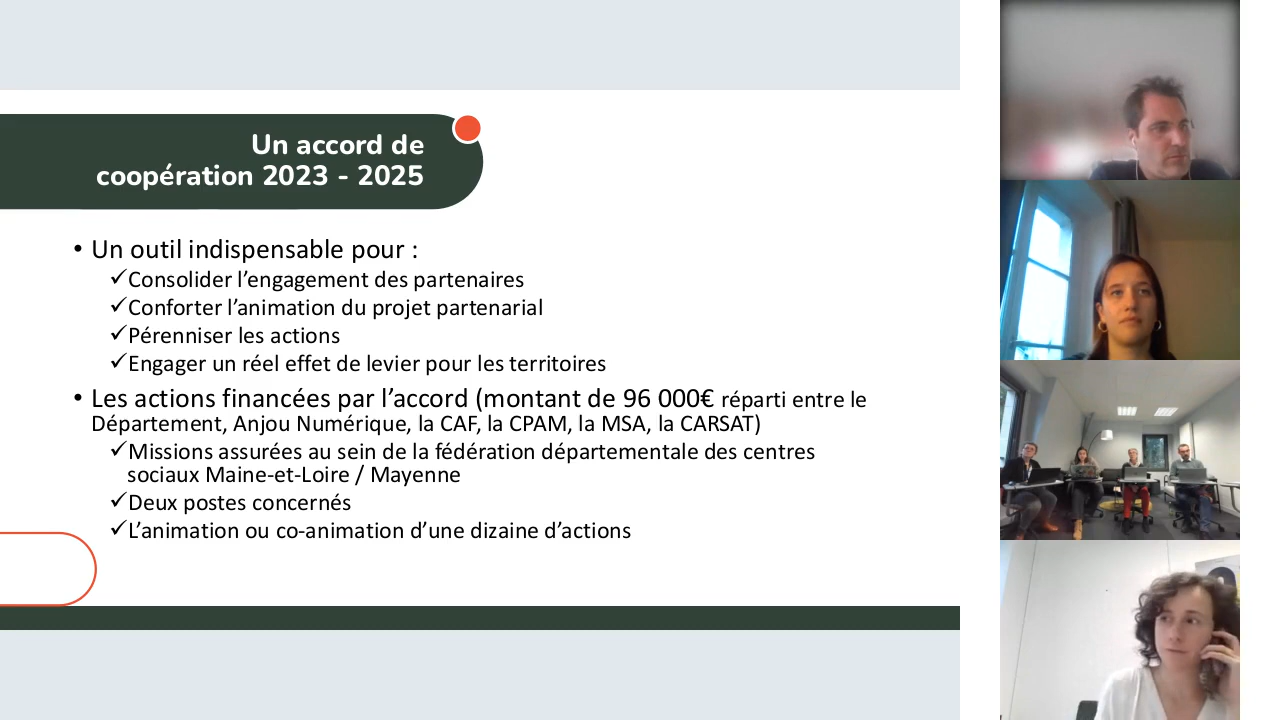 Un accord de
coopération 2023 - 2025
• Un outil indispensable pour :
✓Consolider l’engagement des partenaires
✓Conforter l’animation du projet partenarial
✓Pérenniser les actions
✓Engager un réel effet de levier pour les territoires
• Les actions financées par l’accord (montant de 96 000€ réparti entre le
Département, Anjou Numérique, la CAF, la CPAM, la MSA, la CARSAT)
✓Missions assurées au sein de la fédération départementale des centres
sociaux Maine-et-Loire / Mayenne
✓Deux postes concernés
✓L’animation ou co-animation d’une dizaine d’actions